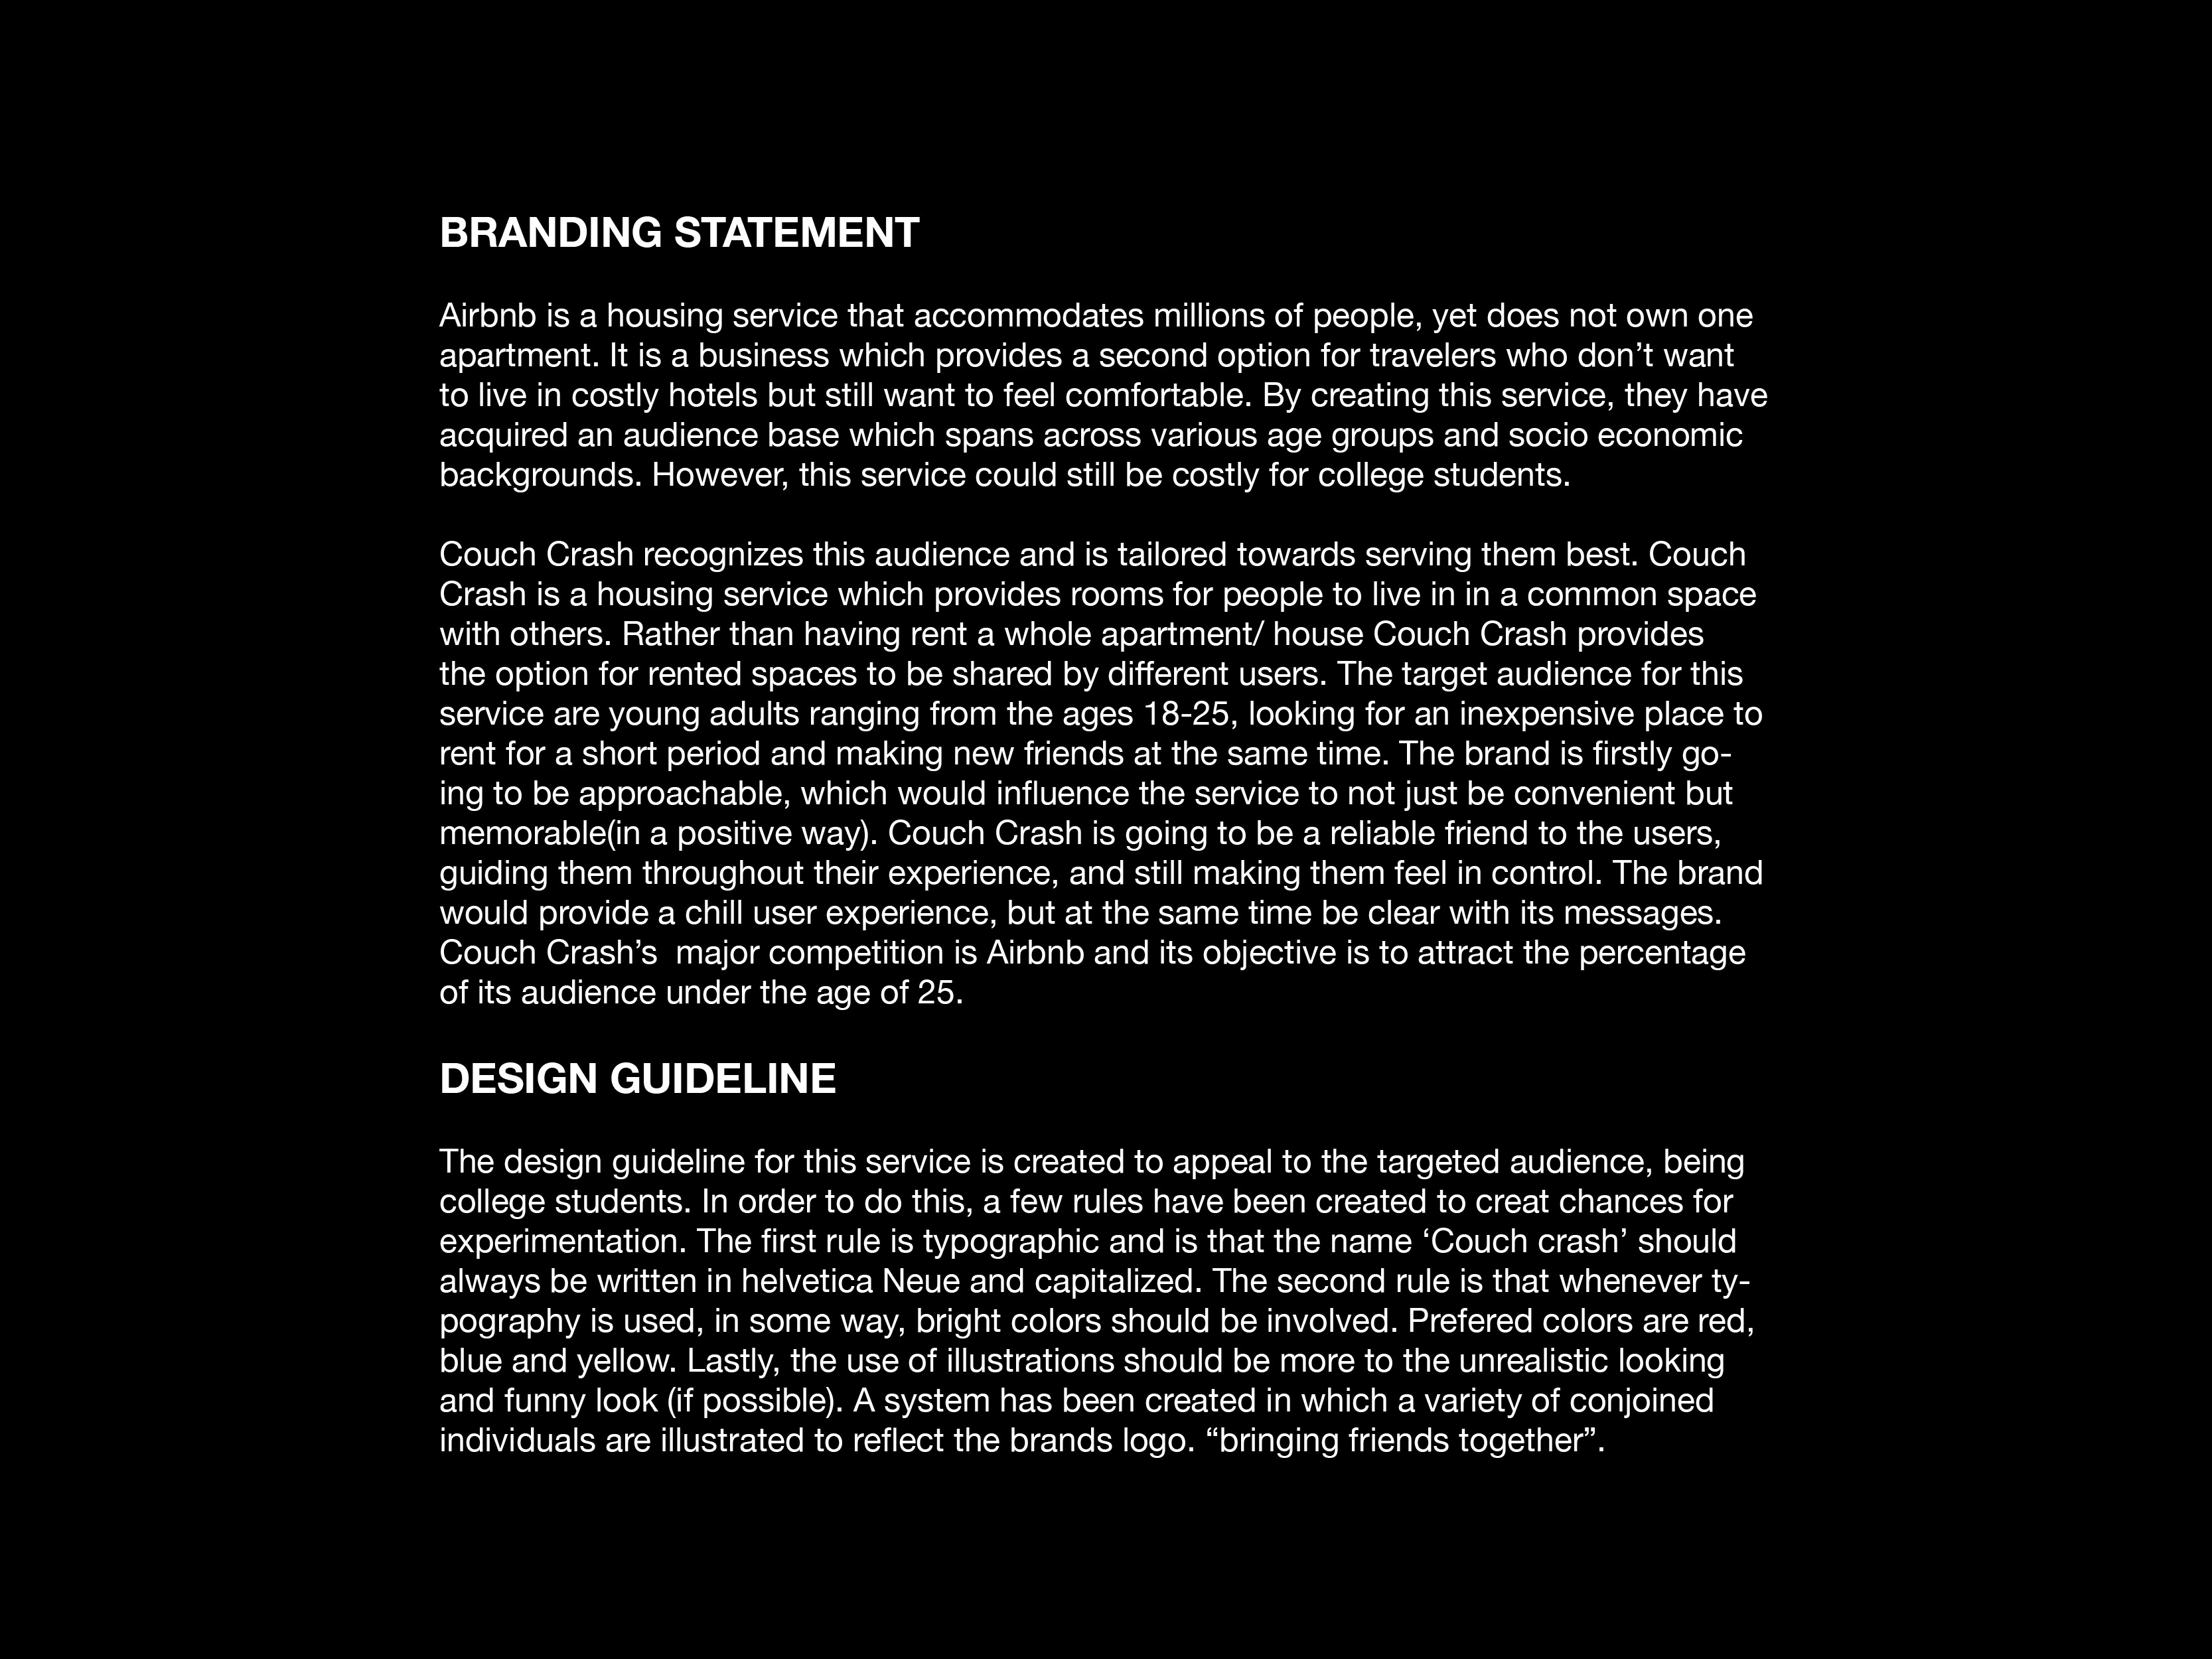 BRANDING STATEMENT
Airbnb is a housing service that accommodates millions of people, yet does not own one
apartment. It is a business which provides a second option for travelers who don’t want
to live in costly hotels but still want to feel comfortable. By creating this service, they have
acquired an audience base which spans across various age groups and socio economic
backgrounds. However, this service could still be costly for college students.
Couch Crash recognizes this audience and is tailored towards serving them best. Couch
Crash is a housing service which provides rooms for people to live in in a common space
with others. Rather than having rent a whole apartment/ house Couch Crash provides
the option for rented spaces to be shared by different users. The target audience for this
service are young adults ranging from the ages 18-25, looking for an inexpensive place to
rent for a short period and making new friends at the same time. The brand is firstly go-
ing to be approachable, which would influence the service to not just be convenient but
memorable(in a positive way). Couch Crash is going to be a reliable friend to the users,
guiding them throughout their experience, and still making them feel in control. The brand
would provide a chill user experience, but at the same time be clear with its messages.
Couch Crash’s  major competition is Airbnb and its objective is to attract the percentage
of its audience under the age of 25.
DESIGN GUIDELINE
The design guideline for this service is created to appeal to the targeted audience, being
college students. In order to do this, a few rules have been created to creat chances for
experimentation. The first rule is typographic and is that the name ‘Couch crash’ should
always be written in helvetica Neue and capitalized. The second rule is that whenever ty-
pography is used, in some way, bright colors should be involved. Prefered colors are red,
blue and yellow. Lastly, the use of illustrations should be more to the unrealistic looking
and funny look (if possible). A system has been created in which a variety of conjoined
individuals are illustrated to reflect the brands logo. “bringing friends together”.